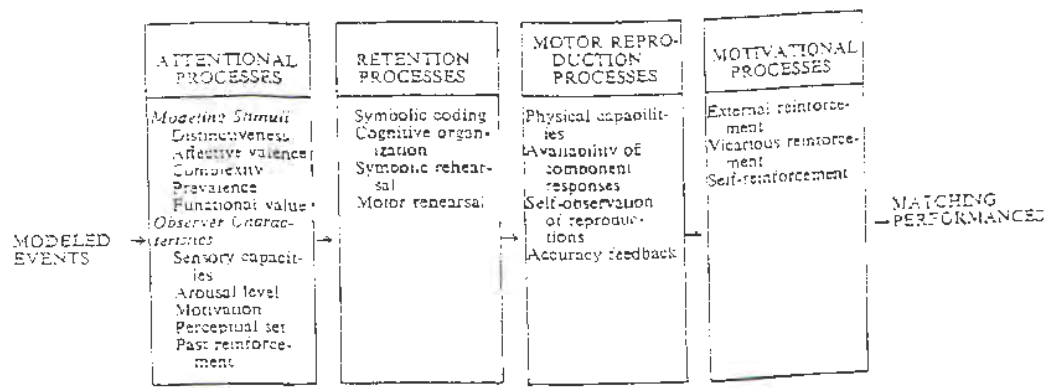 MODELED
EVENTS
ATTENTIONAL
PROCESSES
Modeling Stimuli
Distinctiveness
Affective valence
Complexity
Prevalence
Functional value
Observer Charac-
teristics
Sensory capacit-
ies
Arousal level
Motivation
Perceptual set
Past reinforce-
ment
RETENTION
PROCESSES
Symbolic coding
Cognitive organ-
ization
Symbolic rehear-
sal
Motor rehearsal
MOTOR REPRO-
DUCTION
PROCESSES
Physical capabilit-
ies
Availability of
component
responses
Self-observation
of reproduc-
tions
Accuracy feedback
MOTIVATIONAL
PROCESSES
External reinforce-
ment
Vicarious reinforce-
ment
Self-reinforcement
MATCHING
PERFORMANCES